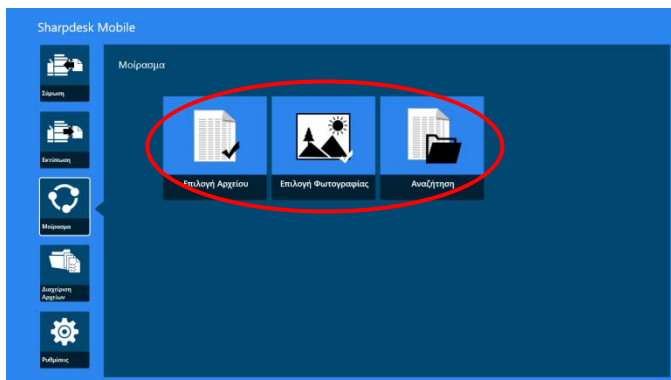 Sharpdesk Mobile
Σάρωση
Εκτύπωση
Μοίρασμα
Διαχείριση
Αρχείων
Ρυθμίσεις
Μοίρασμα
Επιλογή Αρχείου
Επιλογή Φωτογραφίας
Αναζήτηση